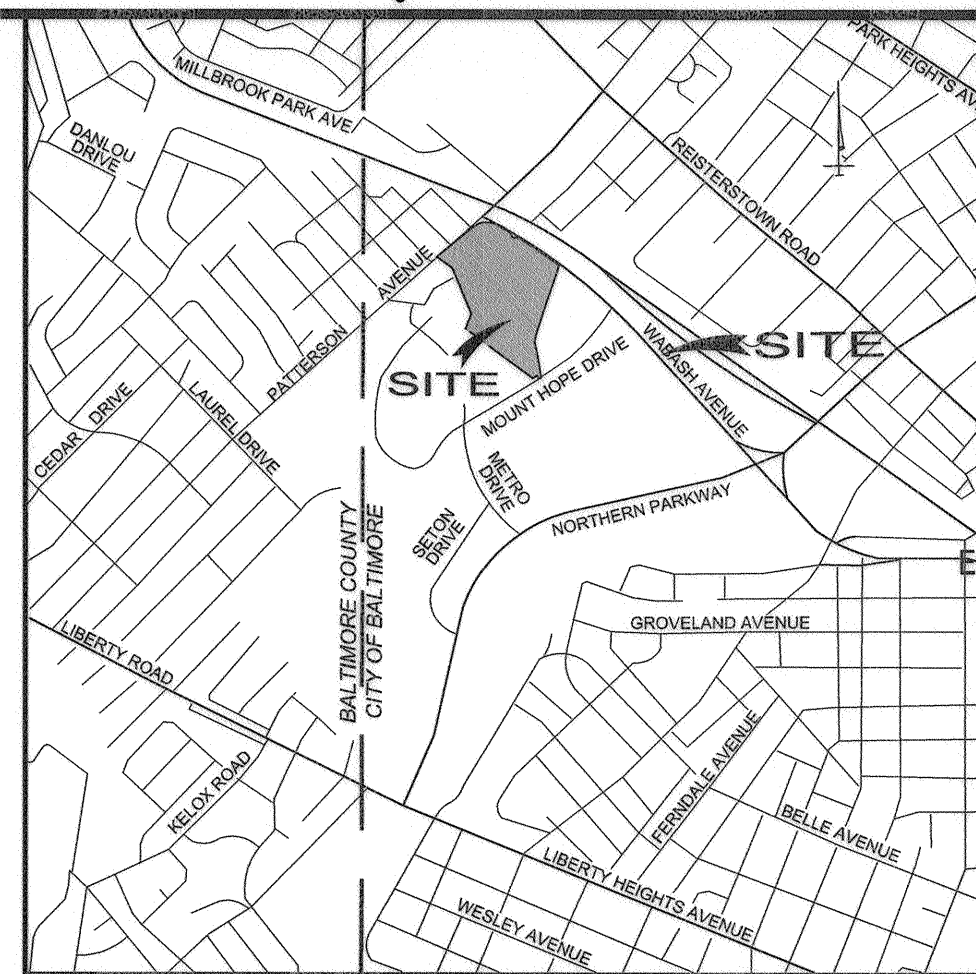 PARK HEIGHTS AV
MILLBROOK PARK AVE
DANLOU
DRIVE
REISTERSTOWN ROAD
PATTERSON AVENUE
SITE
SITE
WABASH AVENUE
MOUNT HOPE DRIVE
CEDAR DRIVE
LAUREL DRIVE
METRO
DRIVE
NORTHERN PARKWAY
SETON
DRIVE
BALTIMORE COUNTY
CITY OF BALTIMORE
E
GROVELAND AVENUE
LIBERTY ROAD
KELOX ROAD
FERNDALE AVENUE
BELLE AVENUE
LIBERTY HEIGHTS AVENUE
WESLEY AVENUE